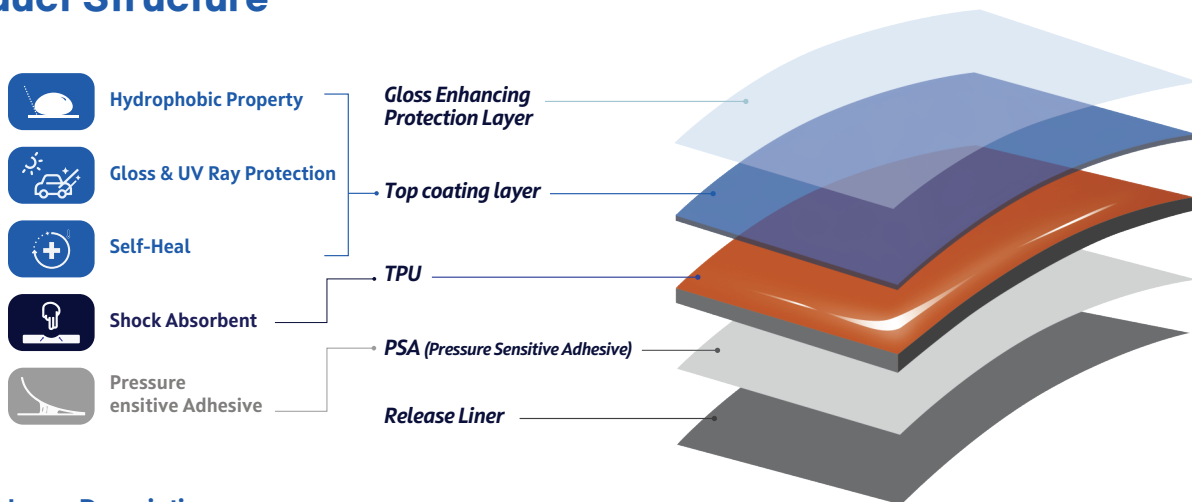 Structure
Hydrophobic Property
Gloss & UV Ray Protection
Self-Heal
Shock Absorbent
Pressure
ensitive Adhesive
Gloss Enhancing
Protection Layer
Top coating layer
TPU
PSA (Pressure Sensitive Adhesive)
Release Liner